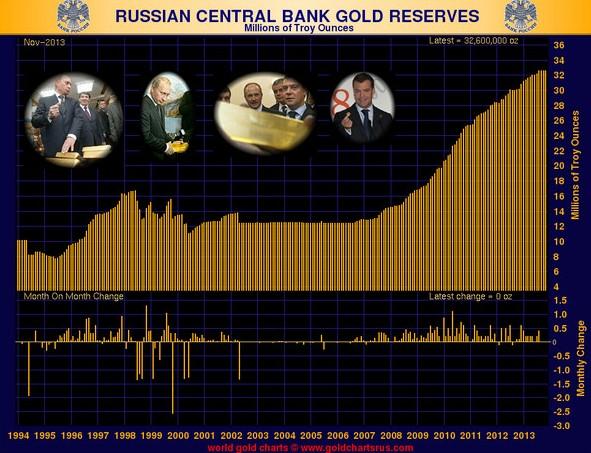 RUSSIAN CENTRAL BANK GOLD RESERVES
Millions of Troy Ounces
Nov-2013
Latest = 32,600,000 oz
36
34
32
30
28
26
24
22
20
18
16
14
12
10
8
6
4
Millions of Troy Ounces
Month On Month Change
Latest change = 0 oz
1.5
1.0
0.5
0
-0.5
-1.0
-1.5
-2.0
-2.5
-3.0
Monthly Change
1994 1995 1996 1997 1998 1999 2000 2001 2002 2003 2004 2005 2006 2007 2008 2009 2010 2011 2012 2013
world gold charts © www.goldchartsrus.com